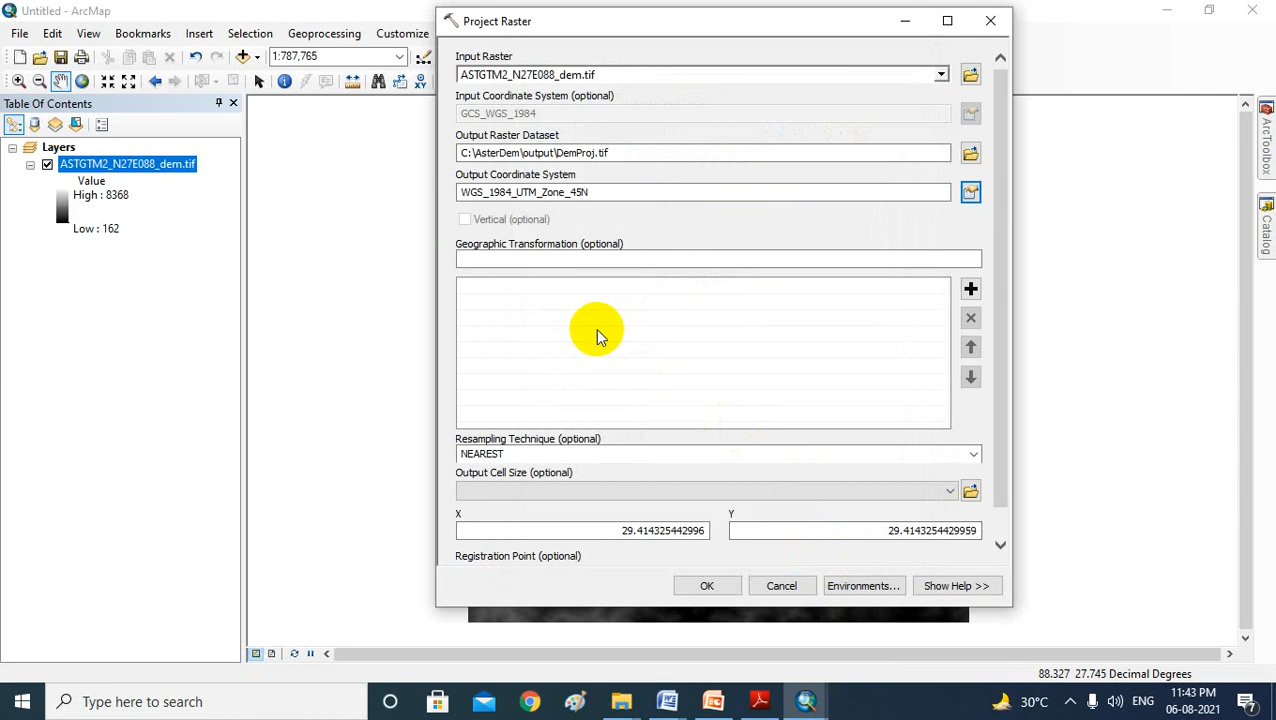 Untitled - ArcMap
File Edit View Bookmarks Insert Selection Geoprocessing Customize
1:787,765
Table Of Contents
Layers
ASTGTM2_N27E088_dem.tif
Value
High : 8368
Low : 162
Project Raster
Input Raster
ASTGTM2_N27E088_dem.tif
Input Coordinate System (optional)
GCS_WGS_1984
Output Raster Dataset
C:\AsterDem\output\DemProj.tif
Output Coordinate System
WGS_1984_UTM_Zone_45N
Vertical (optional)
Geographic Transformation (optional)
Resampling Technique (optional)
NEAREST
Output Cell Size (optional)
X Y
29.414325442996 29.4143254429959
Registration Point (optional)
OK Cancel Environments... Show Help >>
ArcToolbox
Catalog
88.327 27.745 Decimal Degrees
Type here to search
30°C ENG 11:43 PM
06-08-2021
7